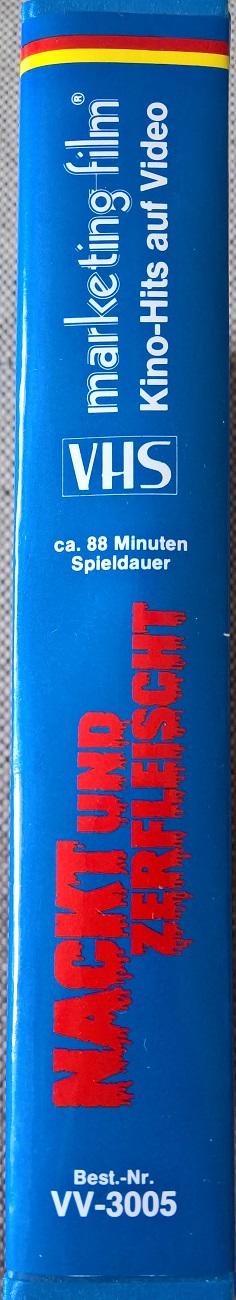 marketing-film®
Kino-Hits auf Video
VHS
ca. 88 Minuten
Spieldauer
NACKT UND
ZERFLEISCHT
Best.-Nr.
VV-3005